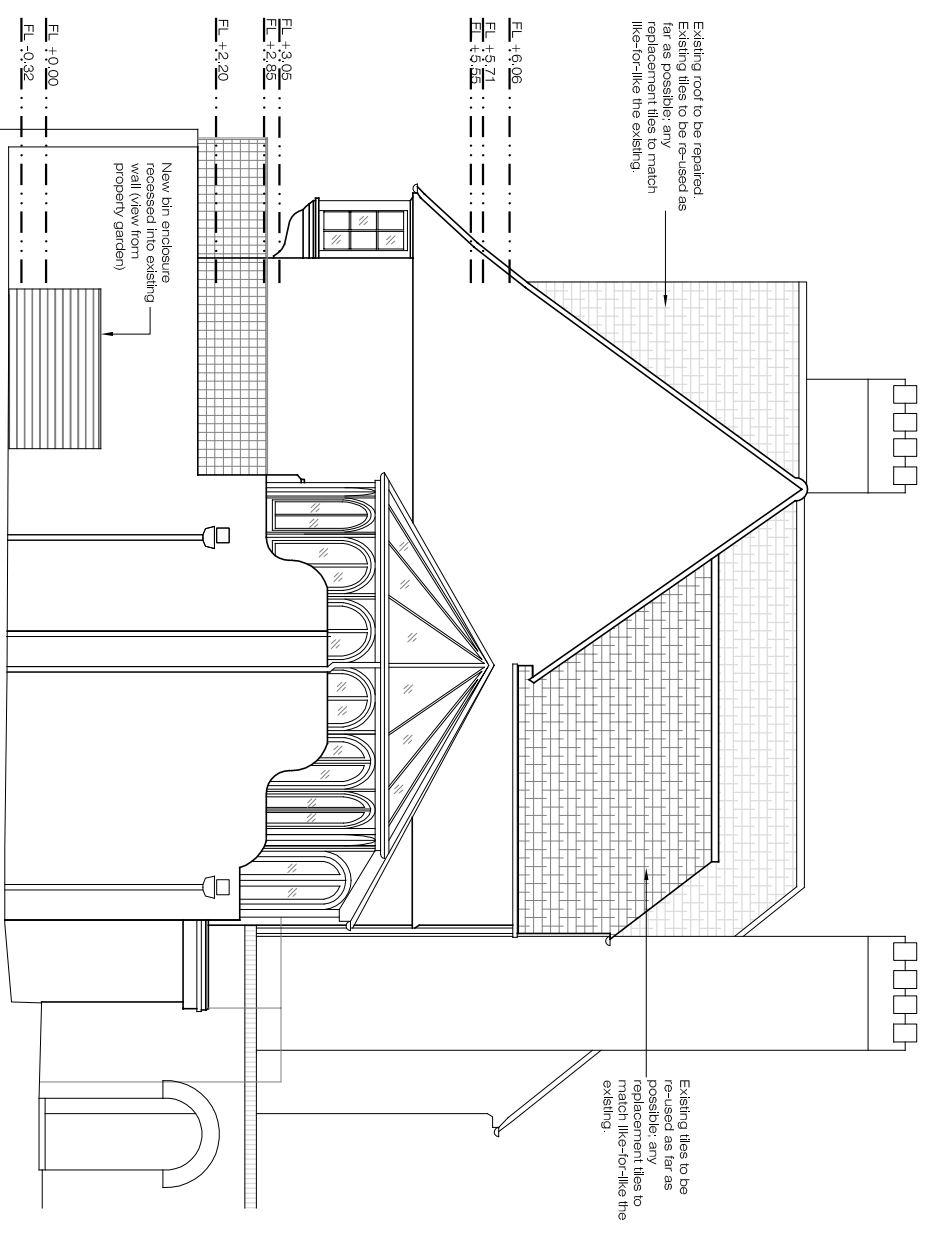 Existing roof to be repaired.
Existing tiles to be re-used as
far as possible; any
replacement tiles to match
like-for-like the existing.
FL +6.06
FL +5.71
FL +5.55
FL +3.05
FL +2.85
FL +2.20
FL +0.00
FL -0.32
New bin enclosure
recessed into existing
wall (view from
property garden)
Existing tiles to be
re-used as far as
possible; any
replacement tiles to
match like-for-like the
existing.